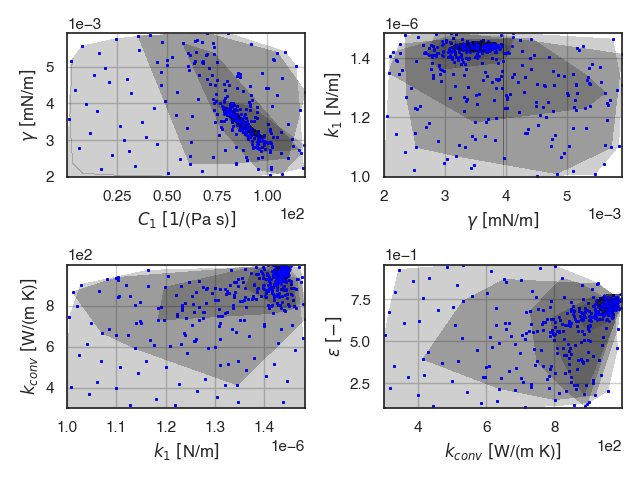 1e−3 1e−6
5 1.4
4 1.2
3 1.0
2
γ [mN/m] k1 [N/m]
0.25 0.50 0.75 1.00 2 3 4 5
1e2 1e−3
C1 [1/(Pa s)] γ [mN/m]
1e2 1e−1
8 7.5
6 5.0
4 2.5
kconv [W/(m K)] ε [−]
1.0 1.1 1.2 1.3 1.4 4 6 8
1e−6 1e2
k1 [N/m] kconv [W/(m K)]